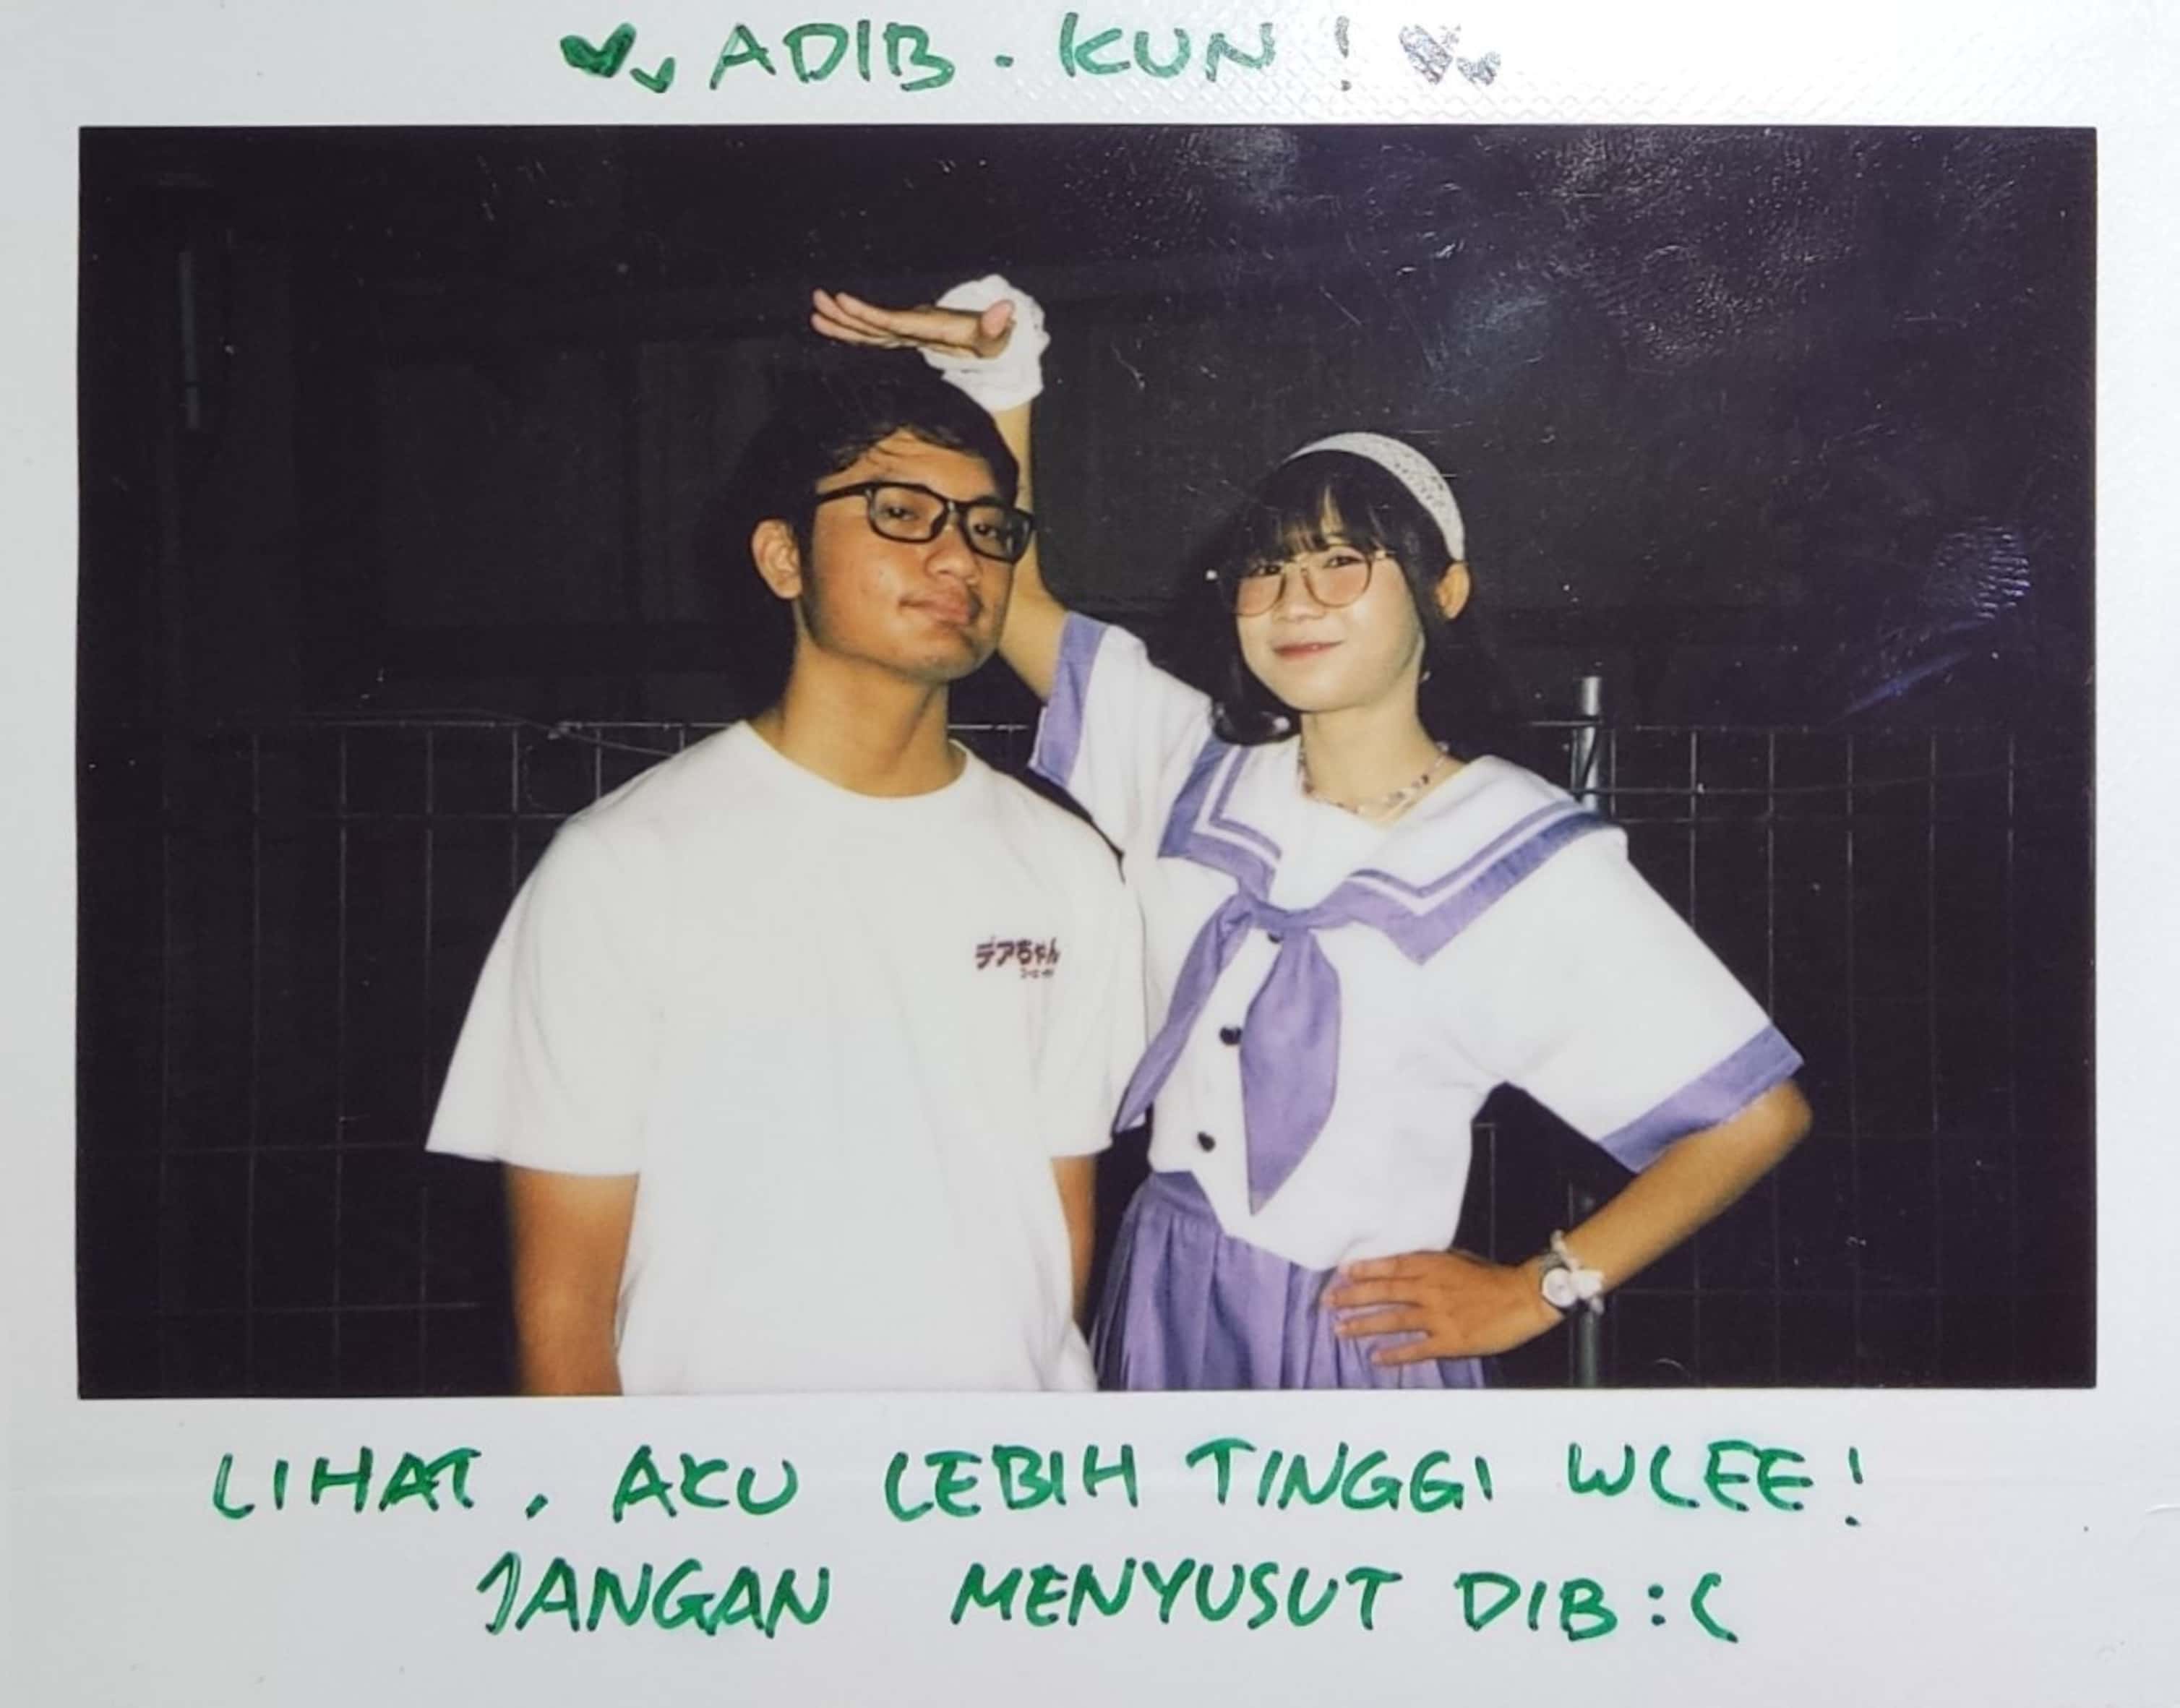 ADIB-KUN!
デアちゃん
LIHAT, AKU LEBIH TINGGI WLEE!
JANGAN MENYUSUT DIB :(